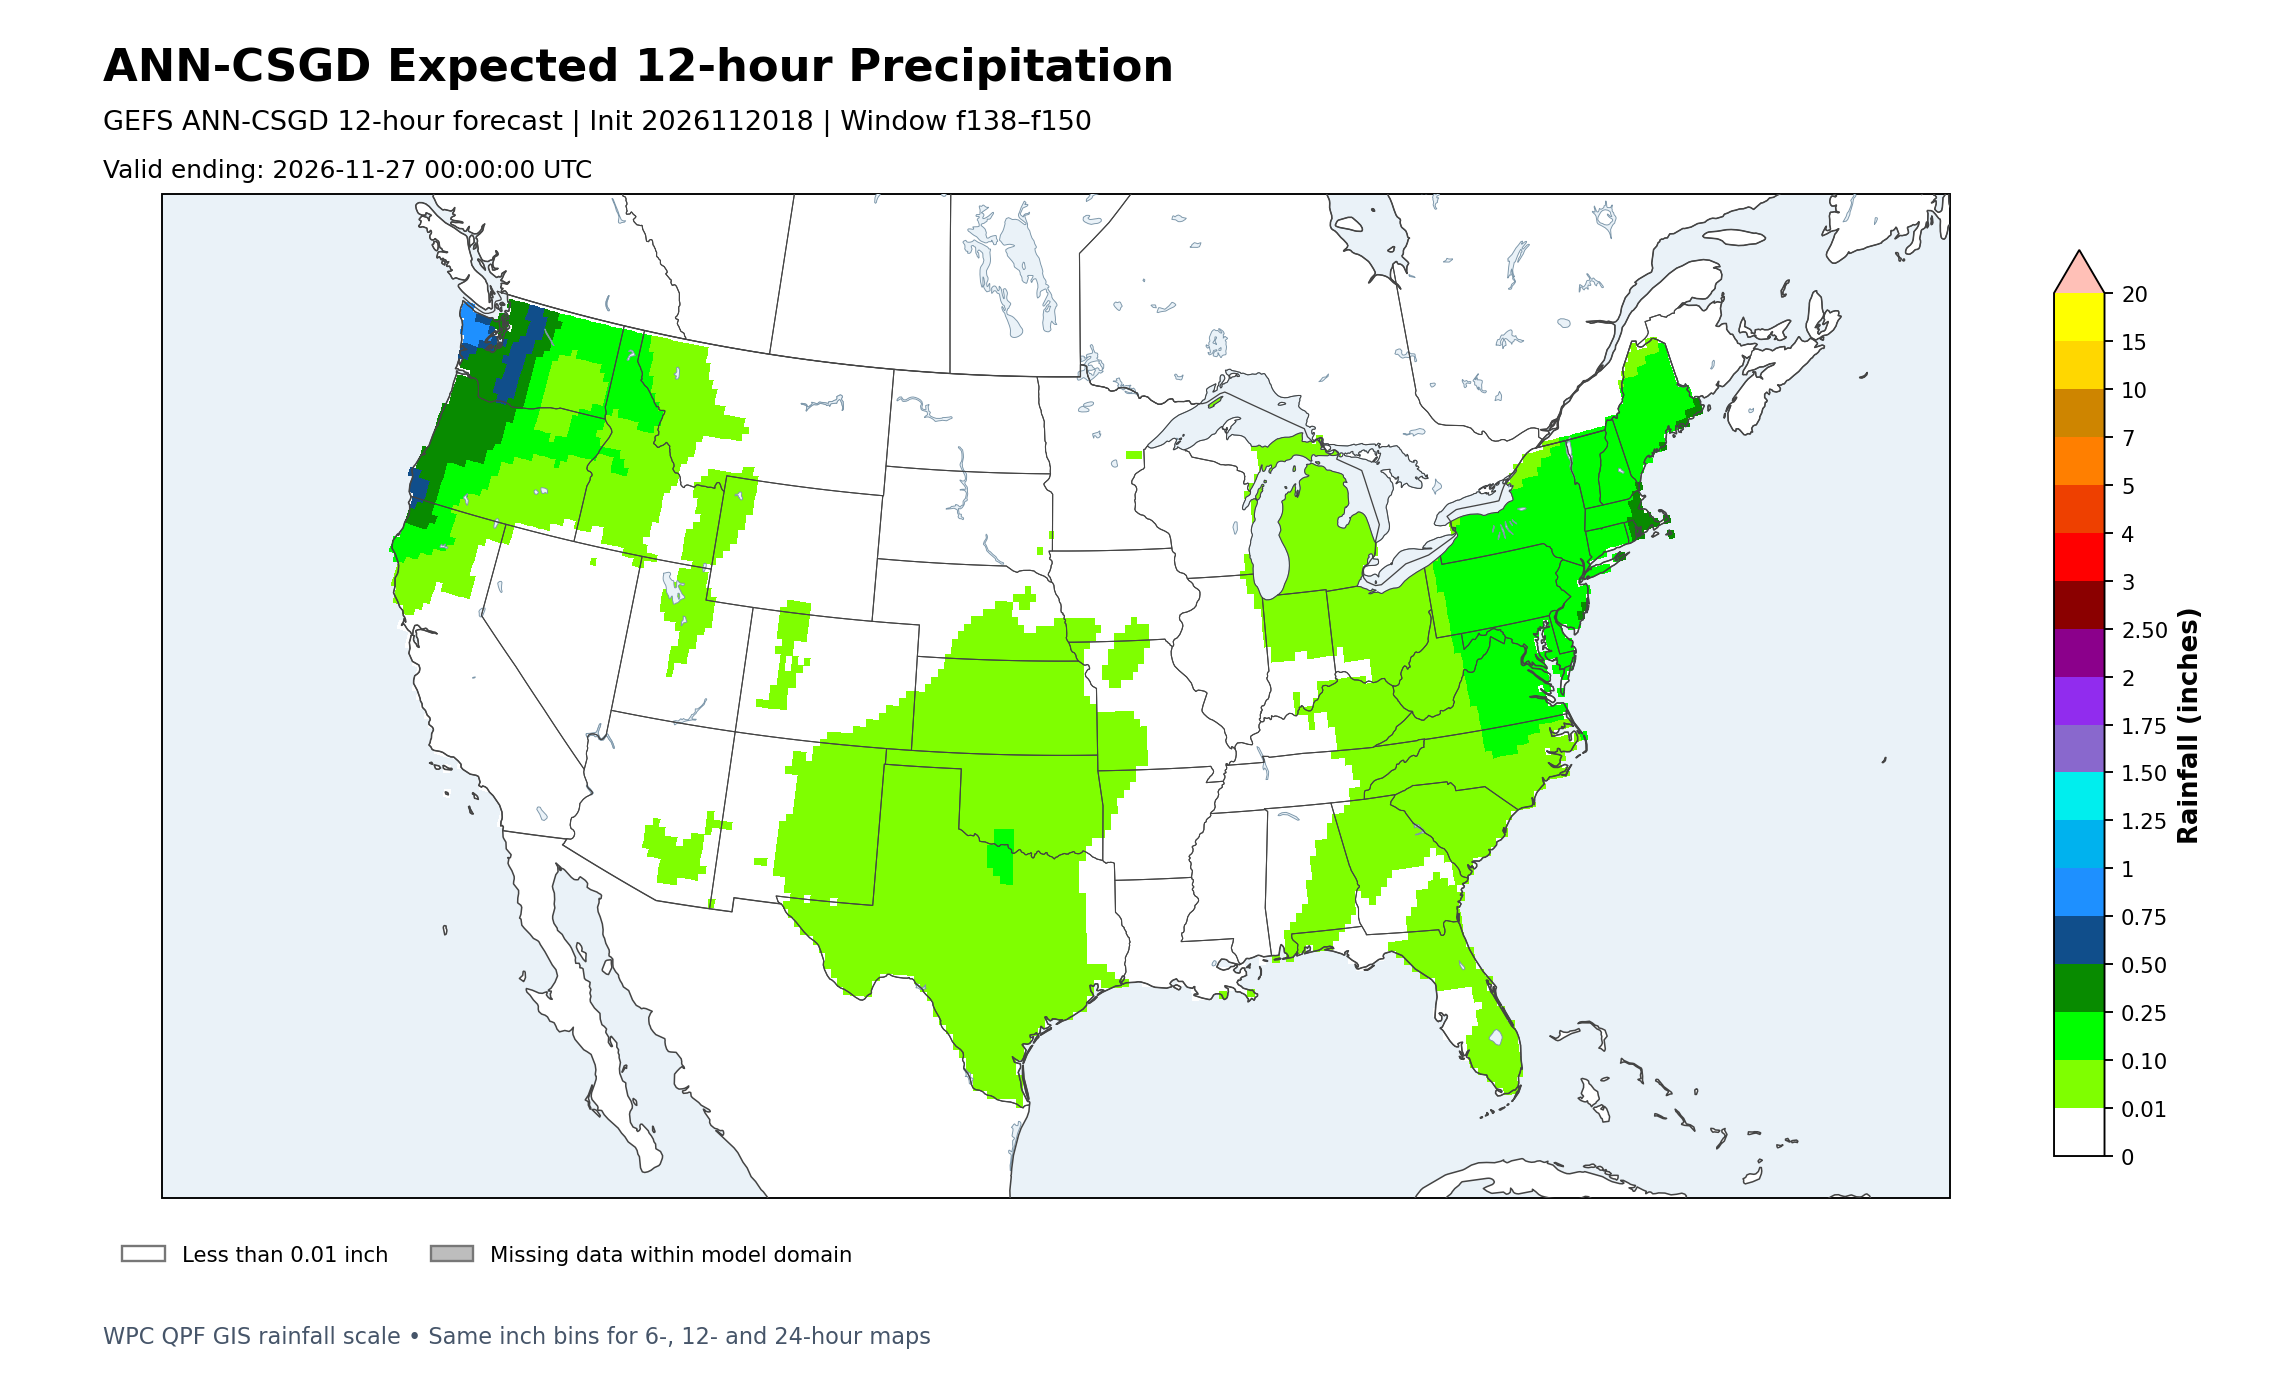 ANN-CSGD Expected 12-hour Precipitation
GEFS ANN-CSGD 12-hour forecast | Init 2026112018 | Window f138–f150
Valid ending: 2026-11-27 00:00:00 UTC
20
15
10
7
5
4
3
2.50
2
1.75
1.50
1.25
1
0.75
0.50
0.25
0.10
0.01
0
Rainfall (inches)
Less than 0.01 inch
Missing data within model domain
WPC QPF GIS rainfall scale • Same inch bins for 6-, 12- and 24-hour maps